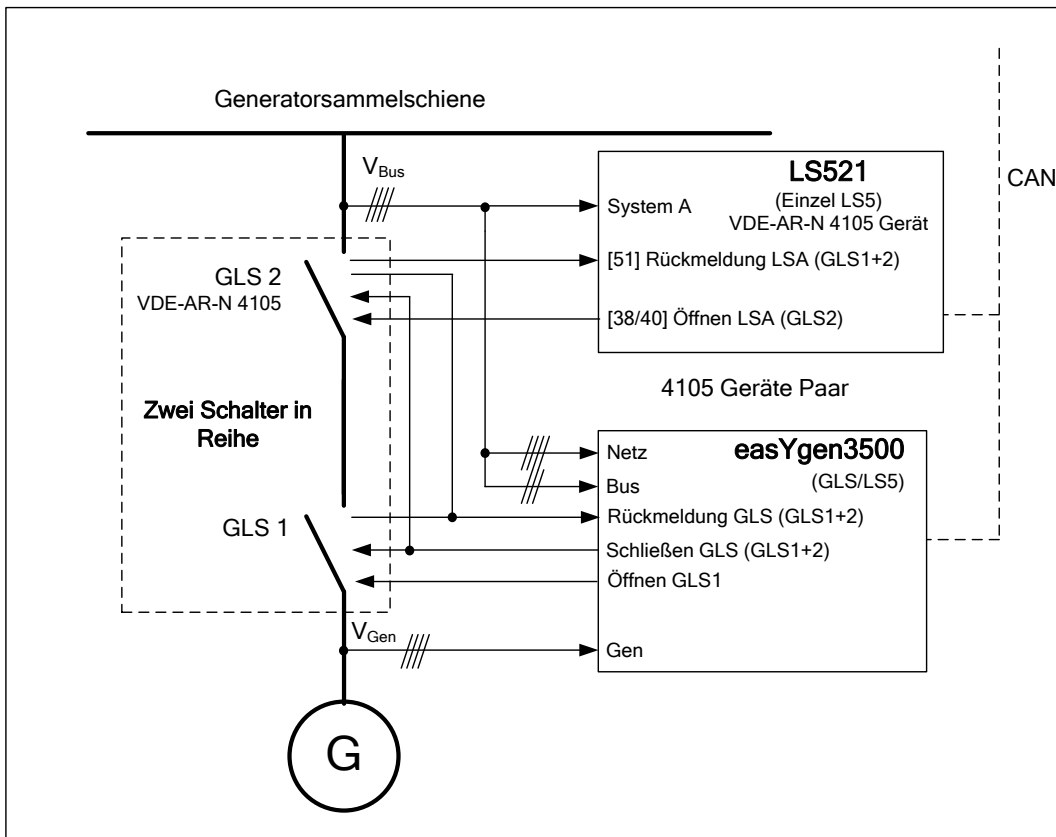 Generatorsammelschiene
V Bus
LS521
(Einzel LS5)
VDE-AR-N 4105 Gerät
System A
[51] Rückmeldung LSA (GLS1+2)
[38/40] Öffnen LSA (GLS2)
CAN
GLS 2
VDE-AR-N 4105
Zwei Schalter in
Reihe
4105 Geräte Paar
easYgen3500
(GLS/LS5)
Netz
Bus
Rückmeldung GLS (GLS1+2)
Schließen GLS (GLS1+2)
Öffnen GLS1
Gen
GLS 1
V Gen
G